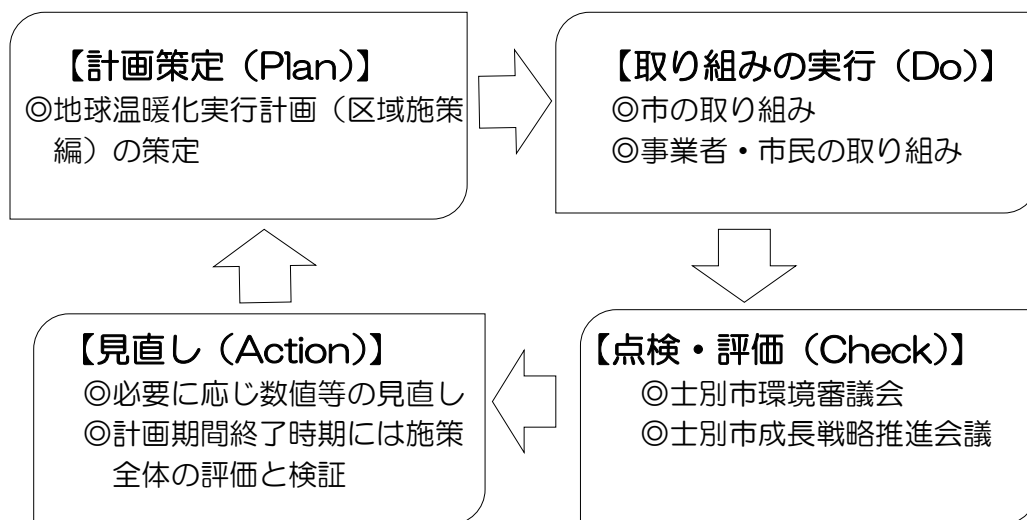 【計画策定（Plan）】
◎地球温暖化実行計画（区域施策
編）の策定
【取り組みの実行（Do）】
◎市の取り組み
◎事業者・市民の取り組み
【見直し（Action）】
◎必要に応じ数値等の見直し
◎計画期間終了時期には施策
全体の評価と検証
【点検・評価（Check）】
◎士別市環境審議会
◎士別市成長戦略推進会議